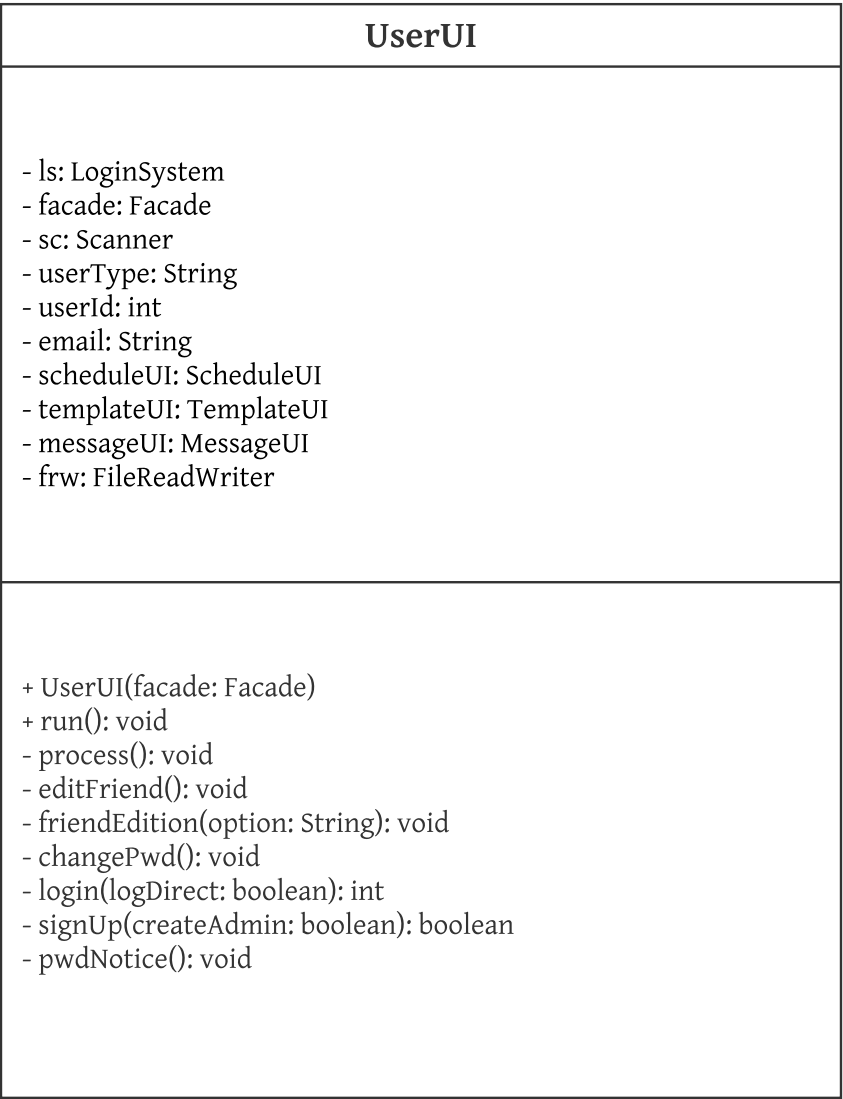 UserUI
- ls: LoginSystem
- facade: Facade
- sc: Scanner
- userType: String
- userId: int
- email: String
- scheduleUI: ScheduleUI
- templateUI: TemplateUI
- messageUI: MessageUI
- frw: FileReadWriter
+ UserUI(facade: Facade)
+ run(): void
- process(): void
- editFriend(): void
- friendEdition(option: String): void
- changePwd(): void
- login(logDirect: boolean): int
- signUp(createAdmin: boolean): boolean
- pwdNotice(): void